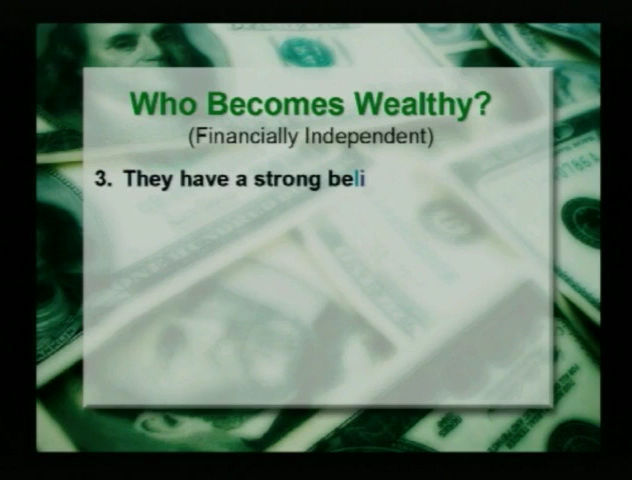 Who Becomes Wealthy?
(Financially Independent)
3. They have a strong beli